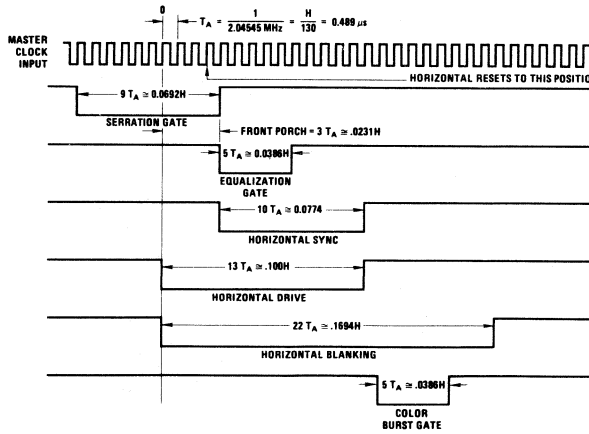 0
T_A = 1 / 2.04545 MHz = H / 130 = 0.489 µs
MASTER
CLOCK
INPUT
HORIZONTAL RESETS TO THIS POSITIO
9 T_A ≅ 0.0692H
SERRATION GATE
FRONT PORCH = 3 T_A ≅ .0231H
5 T_A ≅ 0.0386H
EQUALIZATION
GATE
10 T_A ≅ 0.0774
HORIZONTAL SYNC
13 T_A ≅ .100H
HORIZONTAL DRIVE
22 T_A ≅ .1694H
HORIZONTAL BLANKING
5 T_A ≅ .0386H
COLOR
BURST GATE